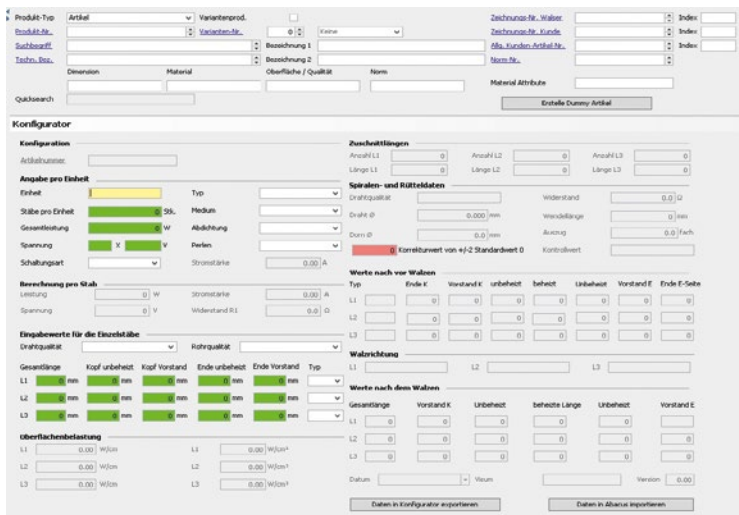 Produkt-Typ Artikel Variantenprod. Zeichnungs-Nr. Walser Index
Produkt-Nr. Varianten-Nr. 0 Keine Zeichnungs-Nr. Kunde Index
Suchbegriff Bezeichnung 1 Allg. Kunden-Artikel-Nr. Index
Techn. Bez. Bezeichnung 2 Norm Nr.
Dimension Material Oberfläche / Qualität Norm
Material Attribute
Quicksearch Erstelle Dummy Artikel
Konfigurator
Konfiguration
Artikelnummer
Angabe pro Einheit
Einheit Typ
Stäbe pro Einheit 0 Stk. Medium
Gesamtleistung 0 W Abdichtung
Spannung X V Perlen
Schaltungsart Stromstärke 0.00 A
Berechnung pro Stab
Leistung 0 W Stromstärke 0.00 A
Spannung 0 V Widerstand R1 0.0 Ω
Eingabewerte für die Einzelstäbe
Drahtqualität Rohrqualität
Gesamtlänge Kopf unbeheizt Kopf Vorstand Ende unbeheizt Ende Vorstand Typ
L1 0 mm 0 mm 0 mm 0 mm 0 mm
L2 0 mm 0 mm 0 mm 0 mm 0 mm
L3 0 mm 0 mm 0 mm 0 mm 0 mm
Oberflächenbelastung
L1 0.00 W/cm L1 0.00 W/cm²
L2 0.00 W/cm L2 0.00 W/cm²
L3 0.00 W/cm L3 0.00 W/cm²
Zuschnittlängen
Anzahl L1 0 Anzahl L2 0 Anzahl L3 0
Länge L1 0 Länge L2 0 Länge L3 0
Spiralen- und Rütteldaten
Drahtqualität Widerstand 0.0 Ω
Draht Ø 0.000 mm Wendellänge 0 mm
Dorn Ø 0.0 mm Auszug 0.0 fach
0 Korrekturwert von +/-2 Standardwert 0 Kontrollwert
Werte nach vor Walzen
Typ Ende K Vorstand K unbeheizt beheizt Unbeheizt Vorstand E Ende E-Seite
L1 0 0 0 0 0 0 0
L2 0 0 0 0 0 0 0
L3 0 0 0 0 0 0 0
Walzrichtung
L1 L2 L3
Werte nach dem Walzen
Gesamtlänge Vorstand K Unbeheizt beheizte Länge Unbeheizt Vorstand E
L1 0 0 0 0 0
L2 0 0 0 0 0 0
L3 0 0 0 0 0 0
Datum Visum Version 0.00
Daten in Konfigurator exportieren Daten in Abacus importieren